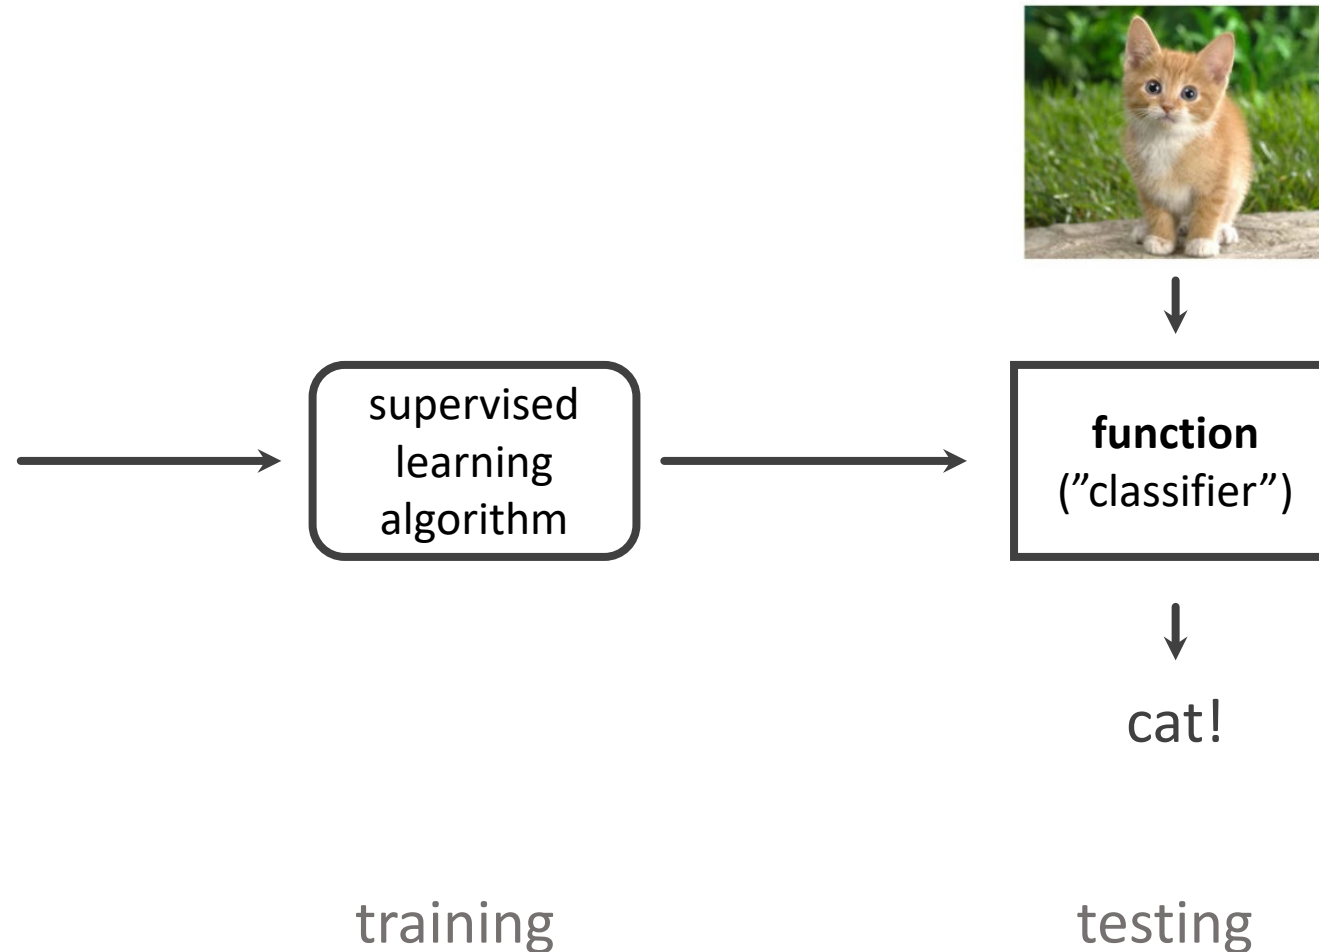 supervised
learning
algorithm
function
(”classifier”)
cat!
training
testing